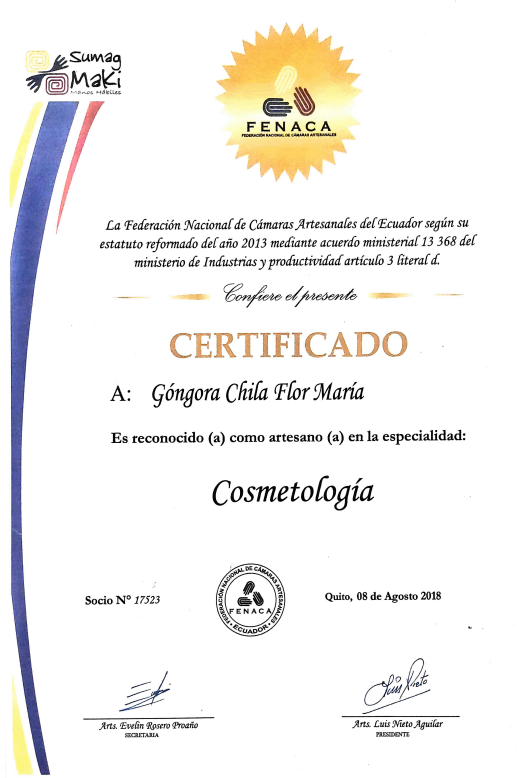 Sumag
Maki
Manos Hábiles
FENACA
FEDERACIÓN NACIONAL DE CÁMARAS ARTESANALES
La Federación Nacional de Cámaras Artesanales del Ecuador según su
estatuto reformado del año 2013 mediante acuerdo ministerial 13 368 del
ministerio de Industrias y productividad artículo 3 literal d.
Confiere el presente
CERTIFICADO
A: Góngora Chila Flor María
Es reconocido (a) como artesano (a) en la especialidad:
Cosmetología
Socio N° 17523
FEDERACIÓN NACIONAL DE CÁMARAS ARTESANALES
FENACA
ECUADOR
Quito, 08 de Agosto 2018
Luis Nieto
Arts. Evelin Rosero Proaño
SECRETARIA
Arts. Luis Nieto Aguilar
PRESIDENTE